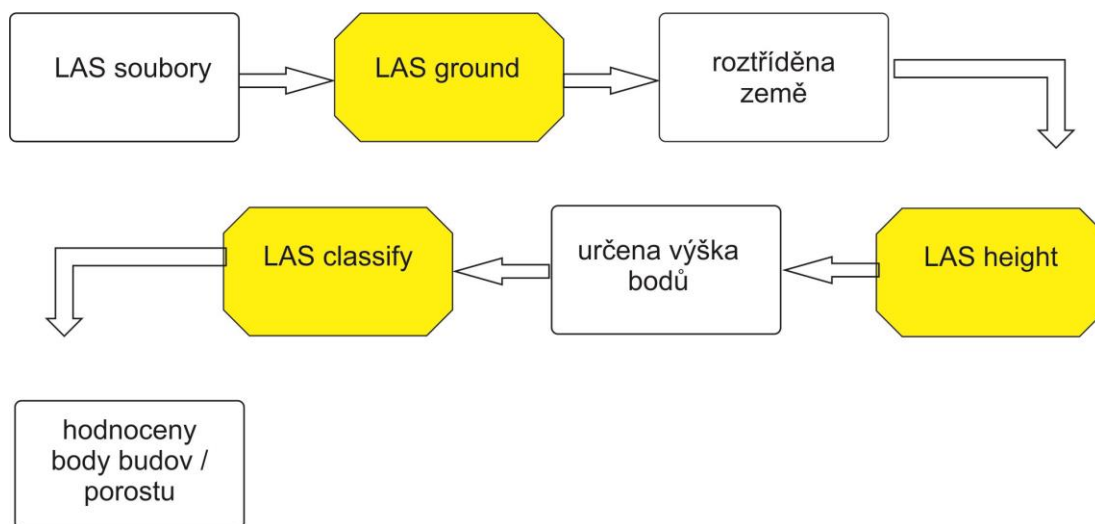 LAS soubory
LAS ground
roztříděna
země
LAS height
určena výška
bodů
LAS classify
hodnoceny
body budov /
porostu